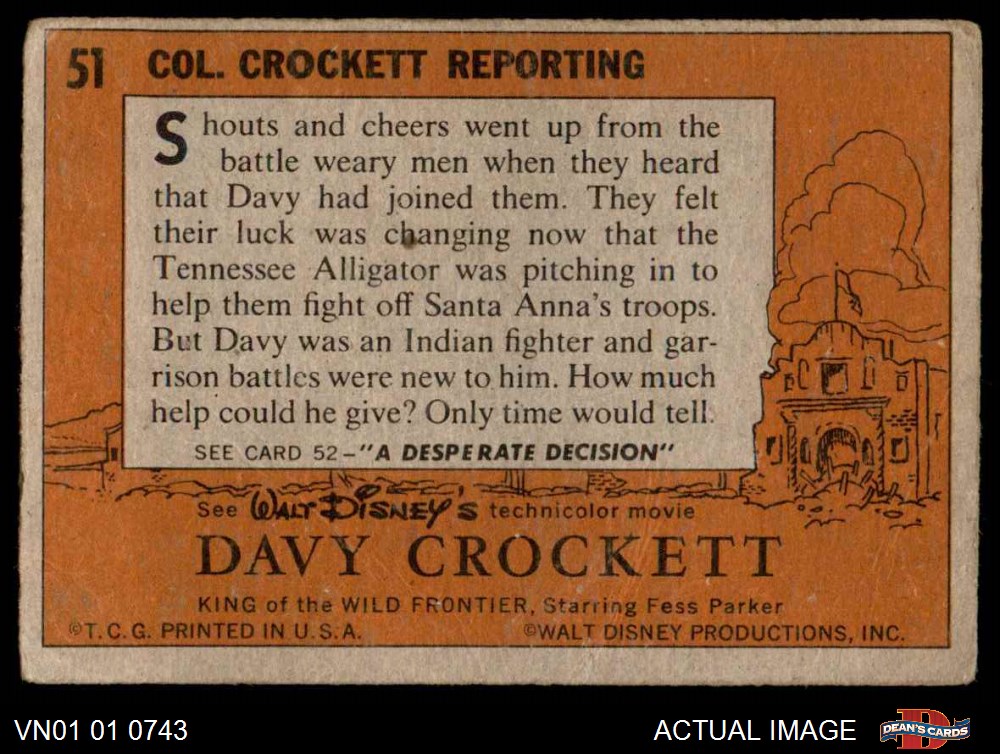 51 COL. CROCKETT REPORTING
Shouts and cheers went up from the
battle weary men when they heard
that Davy had joined them. They felt
their luck was changing now that the
Tennessee Alligator was pitching in to
help them fight off Santa Anna's troops.
But Davy was an Indian fighter and gar-
rison battles were new to him. How much
help could he give? Only time would tell.
SEE CARD 52-"A DESPERATE DECISION"
See WALT DISNEY'S technicolor movie
DAVY CROCKETT
KING of the WILD FRONTIER, Starring Fess Parker
©T.C.G. PRINTED IN U.S.A. ©WALT DISNEY PRODUCTIONS, INC.
VN01 01 0743 ACTUAL IMAGE DEAN'S CARDS